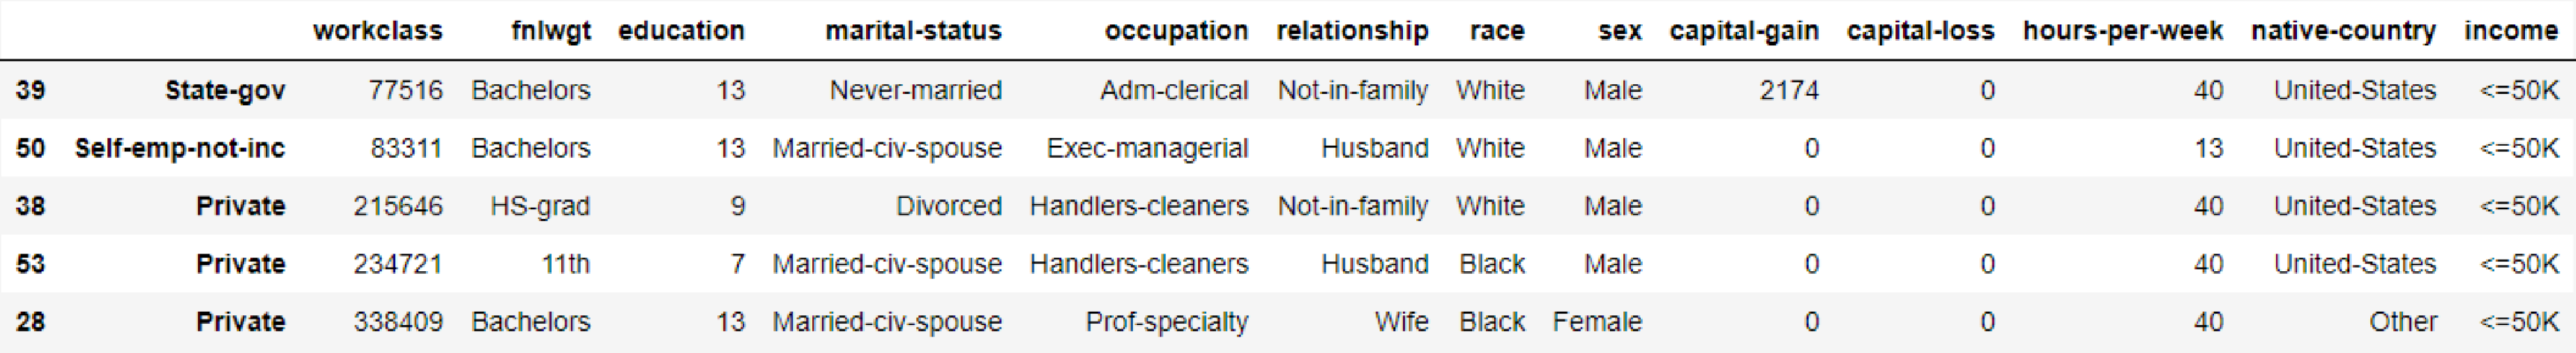 workclass fnlwgt education marital-status occupation relationship race sex capital-gain capital-loss hours-per-week native-country income
39 State-gov 77516 Bachelors 13 Never-married Adm-clerical Not-in-family White Male 2174 0 40 United-States <=50K
50 Self-emp-not-inc 83311 Bachelors 13 Married-civ-spouse Exec-managerial Husband White Male 0 0 13 United-States <=50K
38 Private 215646 HS-grad 9 Divorced Handlers-cleaners Not-in-family White Male 0 0 40 United-States <=50K
53 Private 234721 11th 7 Married-civ-spouse Handlers-cleaners Husband Black Male 0 0 40 United-States <=50K
28 Private 338409 Bachelors 13 Married-civ-spouse Prof-specialty Wife Black Female 0 0 40 Other <=50K